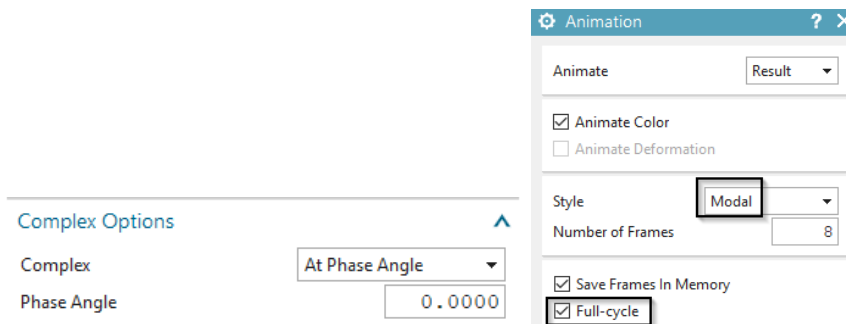 Complex Options
Complex At Phase Angle
Phase Angle 0.0000
Animation ?
Animate Result
Animate Color
Animate Deformation
Style Modal
Number of Frames 8
Save Frames In Memory
Full-cycle